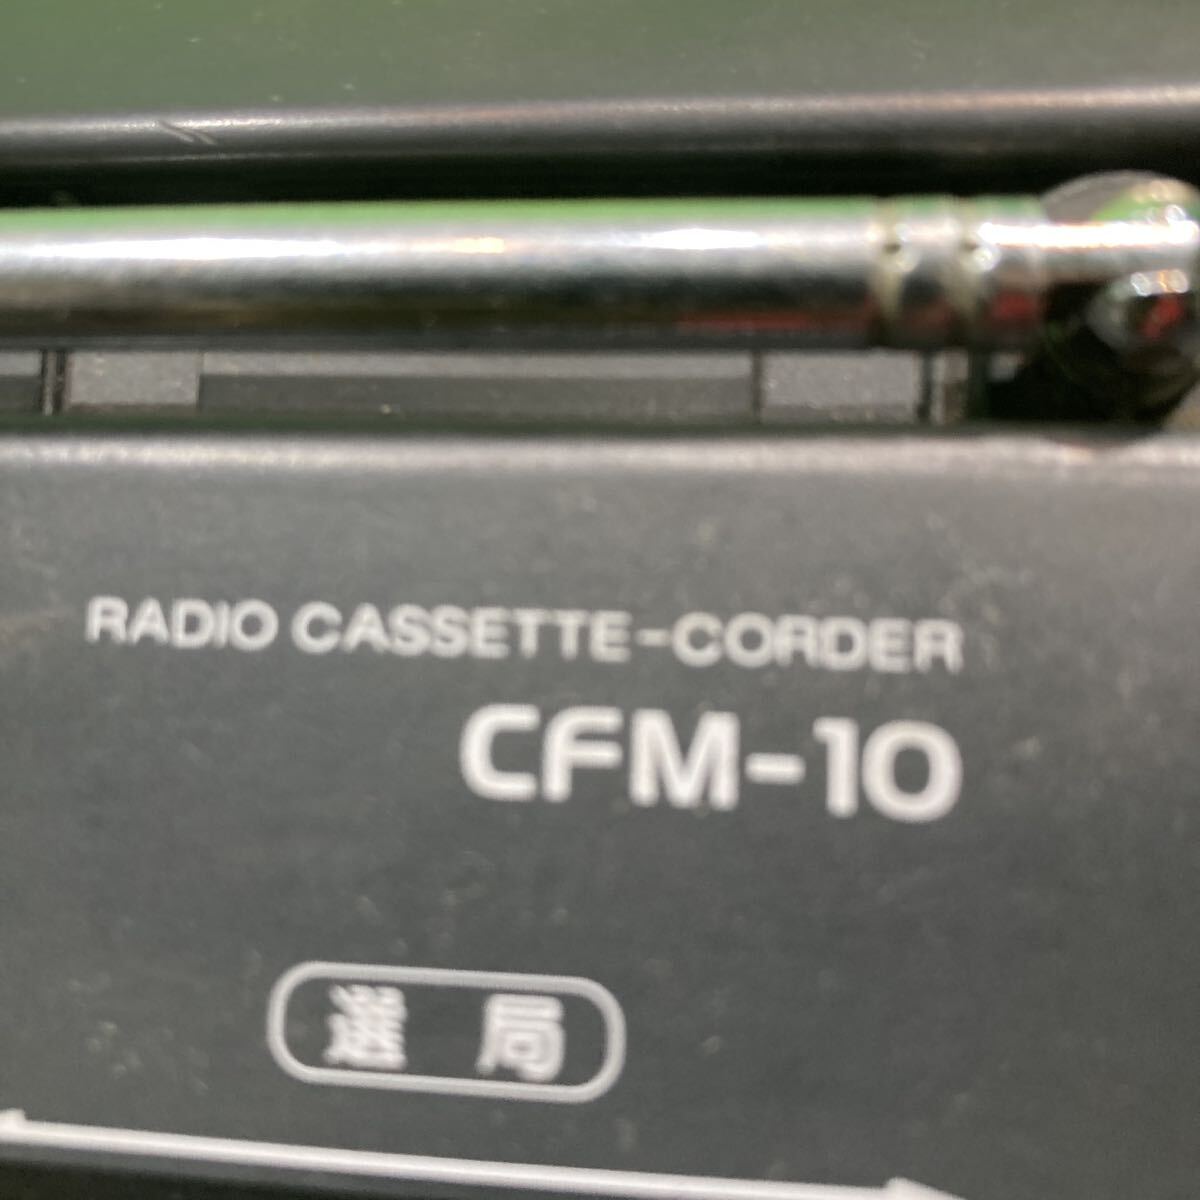 RADIO CASSETTE-CORDER
CFM-10
選局